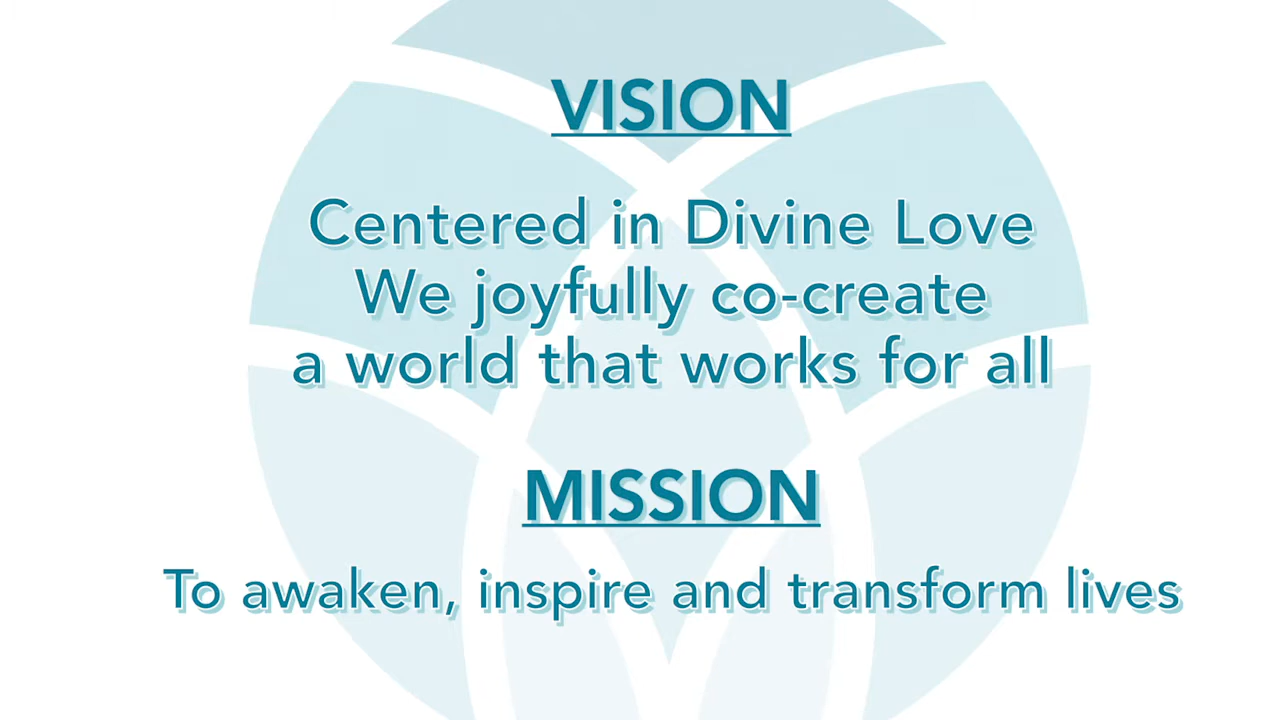 VISION
Centered in Divine Love
We joyfully co-create
a world that works for all
MISSION
To awaken, inspire and transform lives